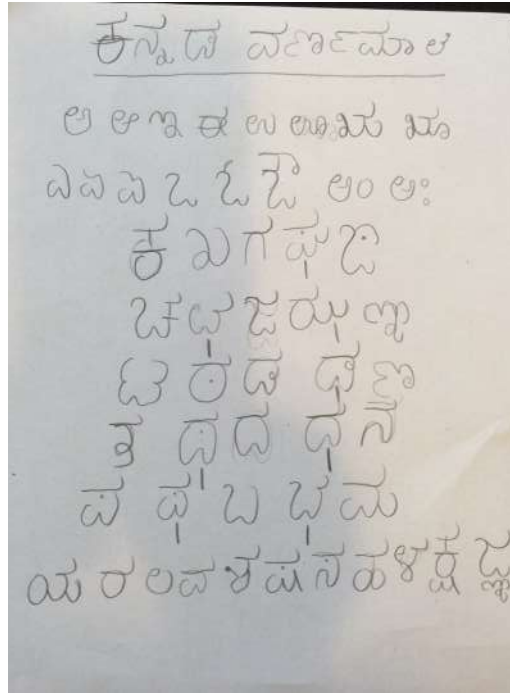 ಕನ್ನಡ ವರ್ಣಮಾಲೆ
ಅ ಆ ಇ ಈ ಉ ಊ ಋ ೠ
ಎ ಏ ಐ ಒ ಓ ಔ ಅಂ ಅಃ
ಕ ಖ ಗ ಘ ಙ
ಚ ಛ ಜ ಝ ಞ
ಟ ಠ ಡ ಢ ಣ
ತ ಥ ದ ಧ ನ
ಪ ಫ ಬ ಭ ಮ
ಯ ರ ಲ ವ ಶ ಷ ಸ ಹ ಳ ಕ್ಷ ಜ್ಞ